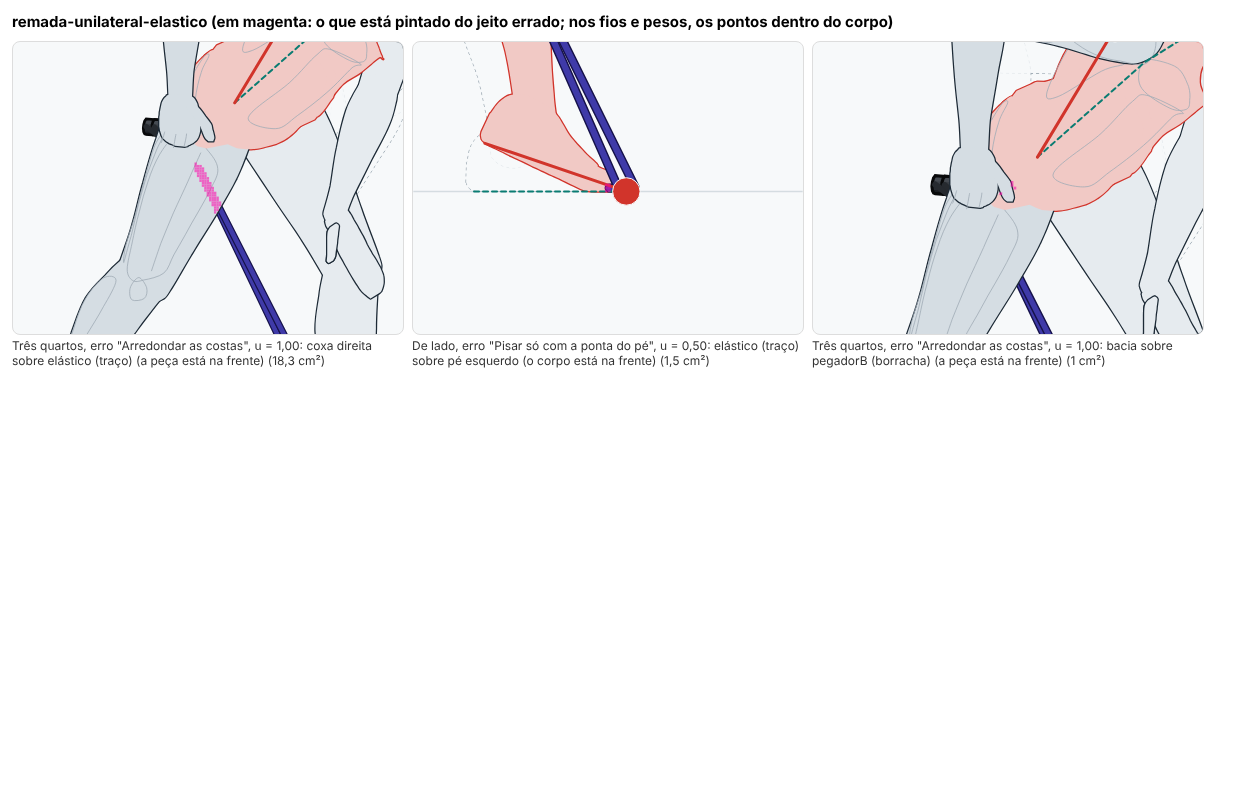 remada-unilateral-elastico (em magenta: o que está pintado do jeito errado; nos fios e pesos, os pontos dentro do corpo)
Três quartos, erro "Arredondar as costas", u = 1,00: coxa direita
sobre elástico (traço) (a peça está na frente) (18,3 cm²)
De lado, erro "Pisar só com a ponta do pé", u = 0,50: elástico (traço)
sobre pé esquerdo (o corpo está na frente) (1,5 cm²)
Três quartos, erro "Arredondar as costas", u = 1,00: bacia sobre
pegadorB (borracha) (a peça está na frente) (1 cm²)